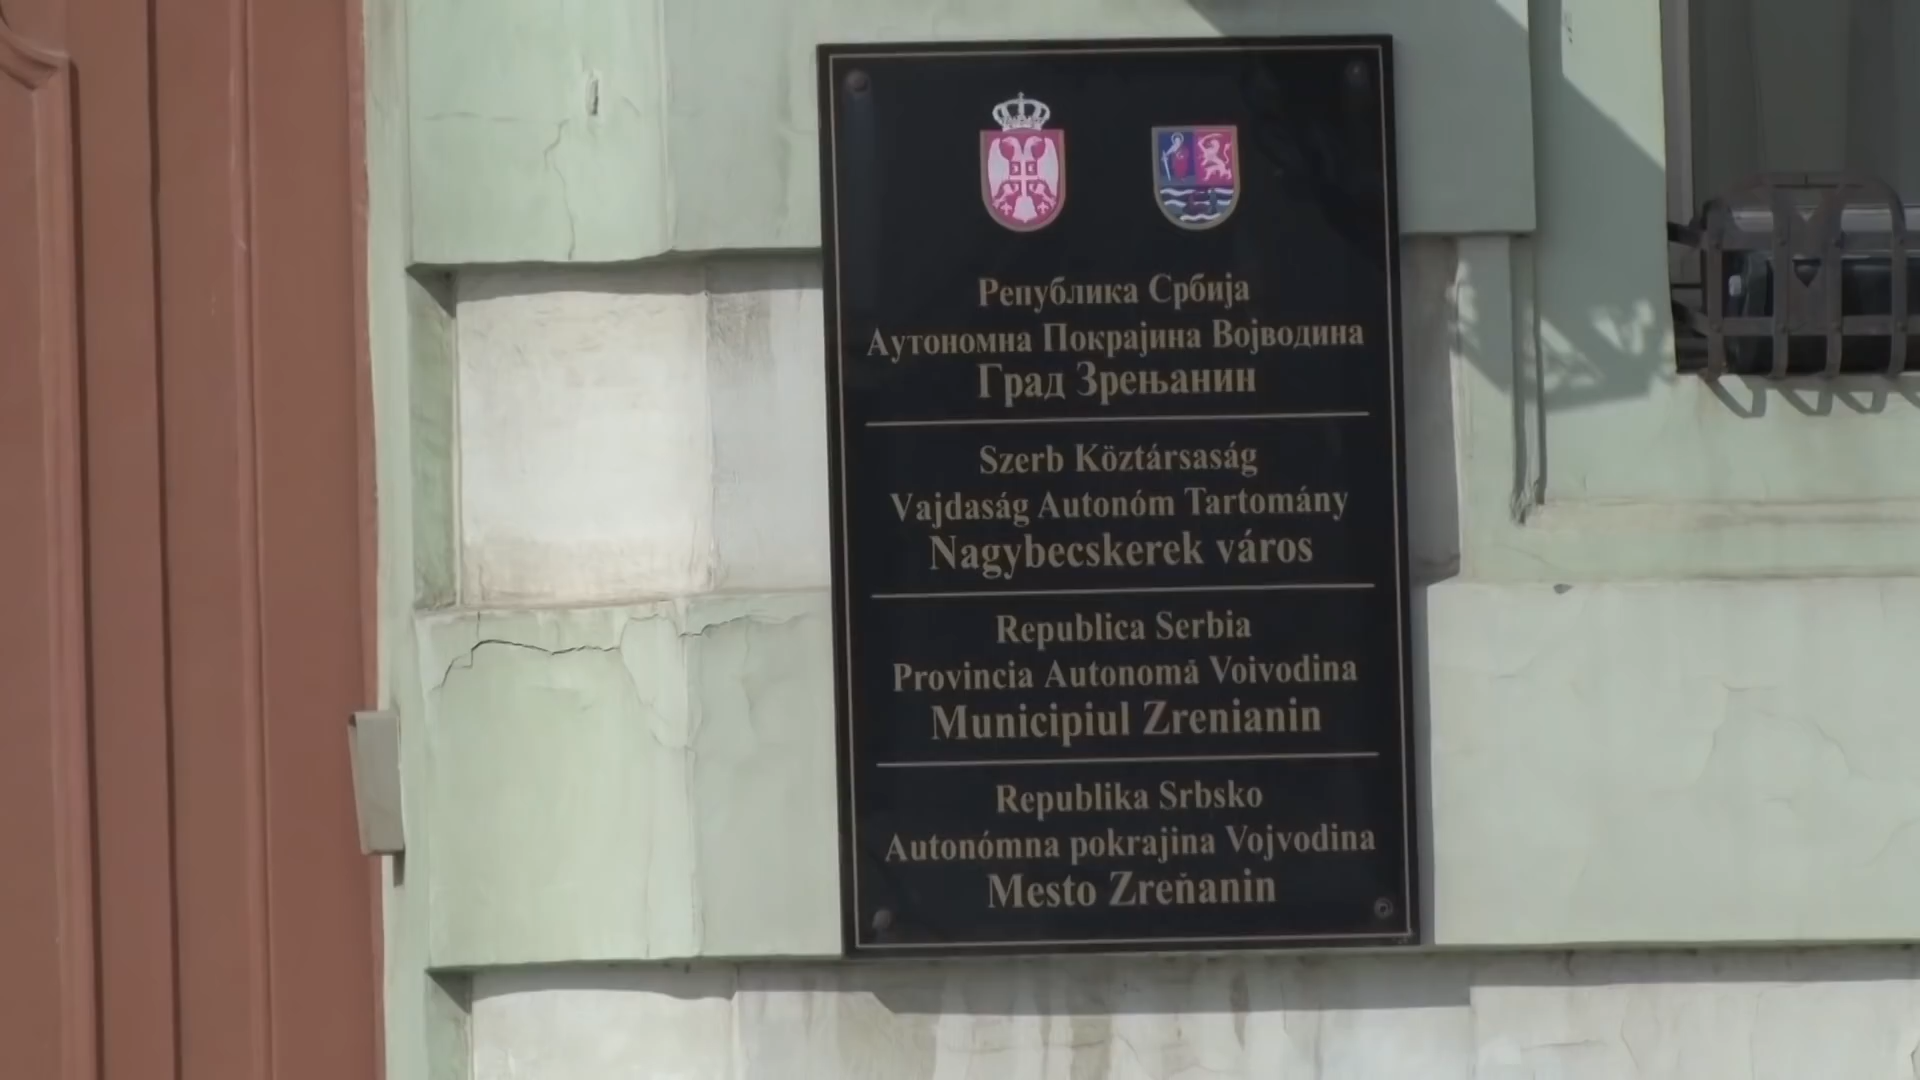 Република Србија
Аутономна Покрајина Војводина
Град Зрењанин
Szerb Köztársaság
Vajdaság Autonóm Tartomány
Nagybecskerek város
Republica Serbia
Provincia Autonomá Voivodina
Municipiul Zrenianin
Republika Srbsko
Autonómna pokrajina Vojvodina
Mesto Zreňanin